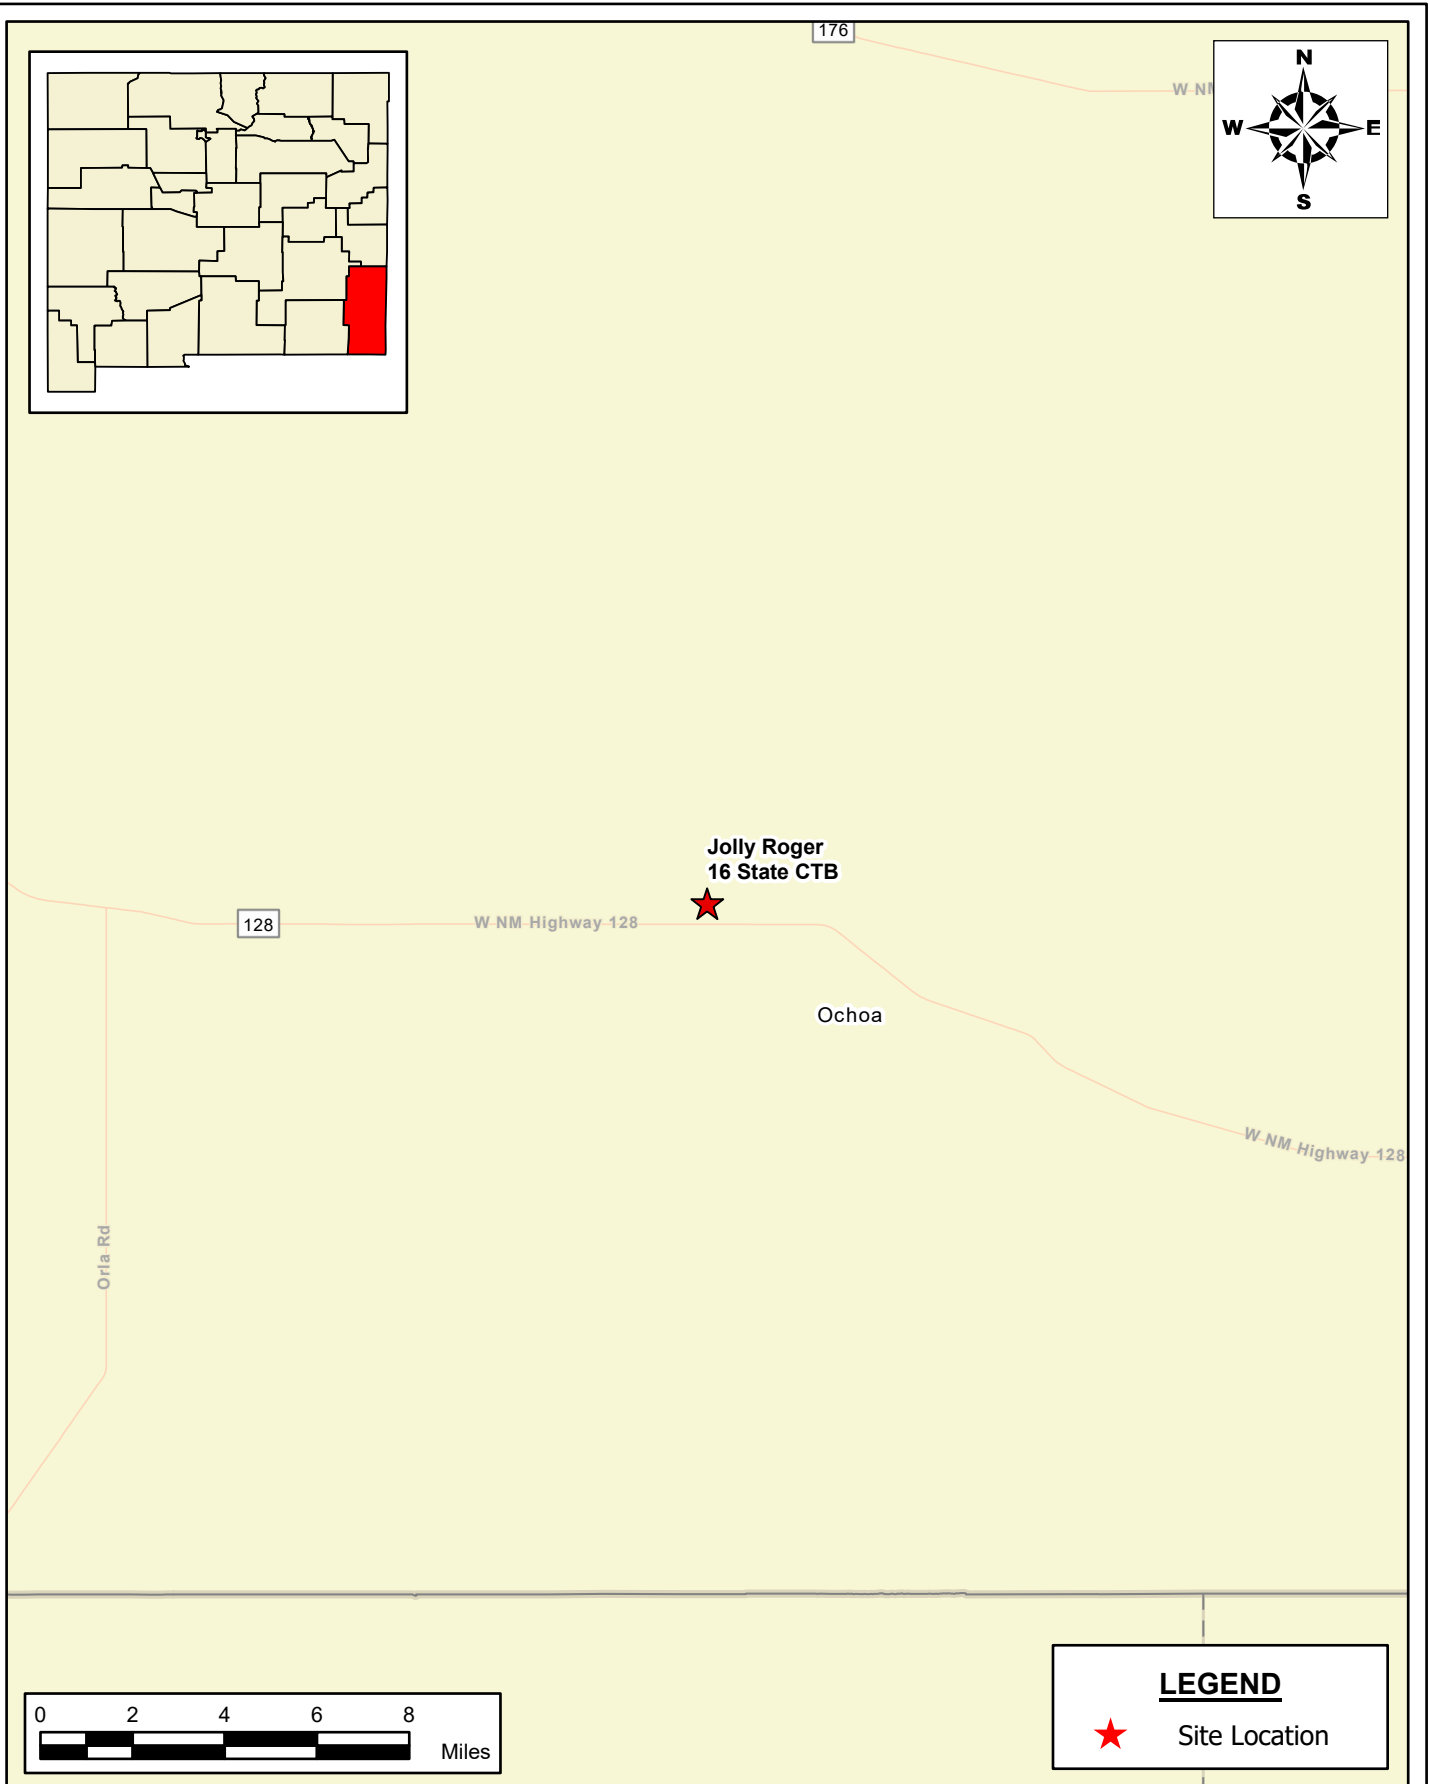 176
W NM
N
W
E
S
Jolly Roger
16 State CTB
128
W NM Highway 128
Ochoa
W NM Highway 128
Orla Rd
0 2 4 6 8
Miles
LEGEND
Site Location